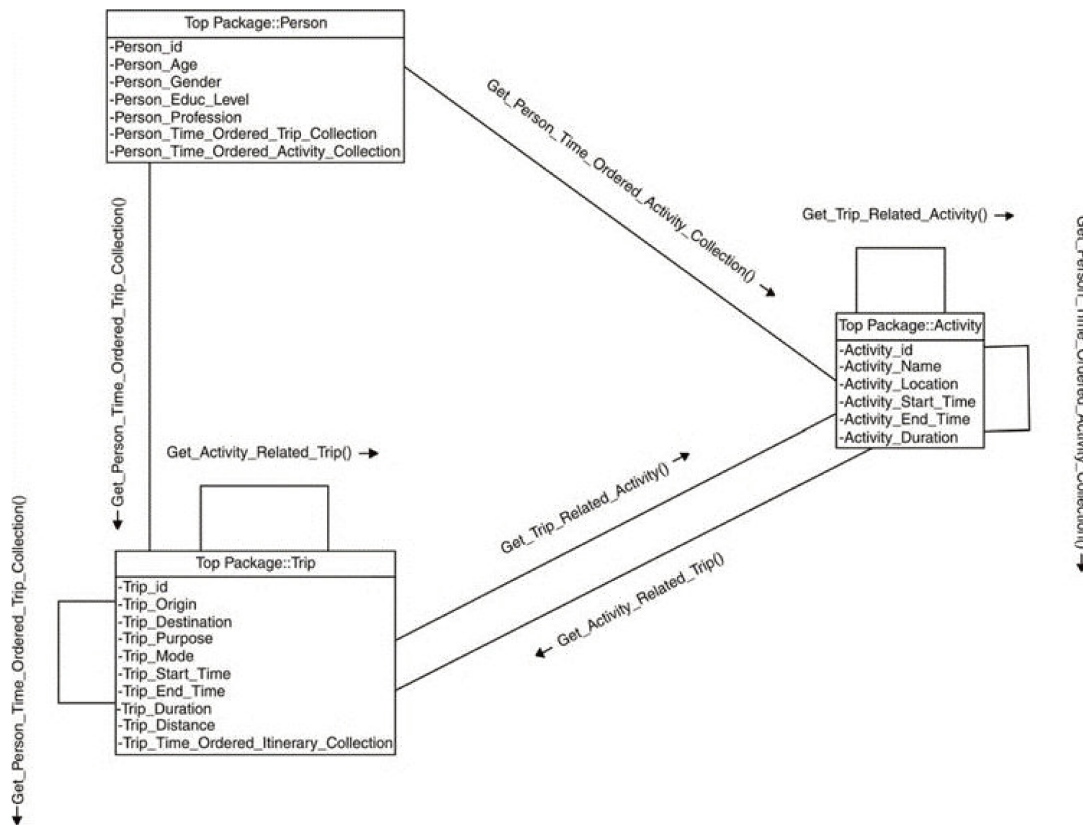 Top Package::Person
-Person_id
-Person_Age
-Person_Gender
-Person_Educ_Level
-Person_Profession
-Person_Time_Ordered_Trip_Collection
-Person_Time_Ordered_Activity_Collection
Get_Person_Time_Ordered_Activity_Collection() →
Get_Trip_Related_Activity() →
Get_Person_Time_Ordered_Activity_Collection() →
Top Package::Activity
-Activity_id
-Activity_Name
-Activity_Location
-Activity_Start_Time
-Activity_End_Time
-Activity_Duration
←Get_Person_Time_Ordered_Trip_Collection()
Get_Activity_Related_Trip() →
Get_Trip_Related_Activity() →
← Get_Activity_Related_Trip()
←Get_Person_Time_Ordered_Trip_Collection()
Top Package::Trip
-Trip_id
-Trip_Origin
-Trip_Destination
-Trip_Purpose
-Trip_Mode
-Trip_Start_Time
-Trip_End_Time
-Trip_Duration
-Trip_Distance
-Trip_Time_Ordered_Itinerary_Collection